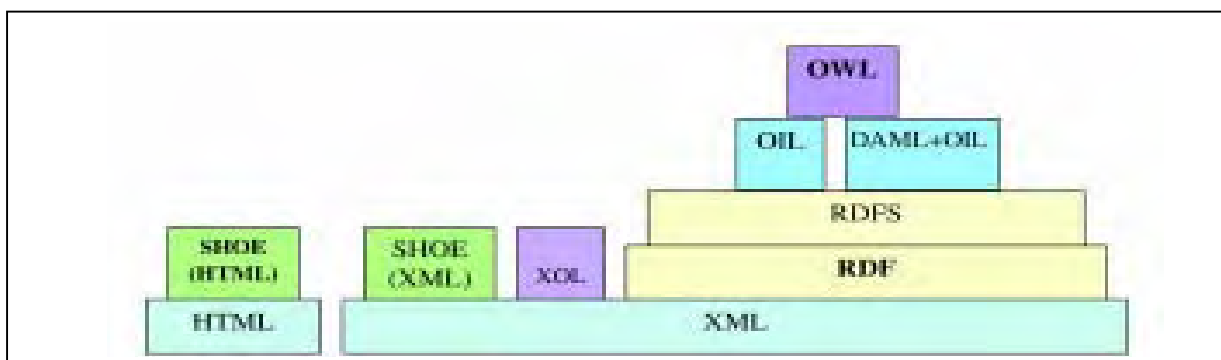 OWL
OIL
DAML+OIL
RDFS
SHOE
(HTML)
SHOE
(XML)
XOL
RDF
HTML
XML